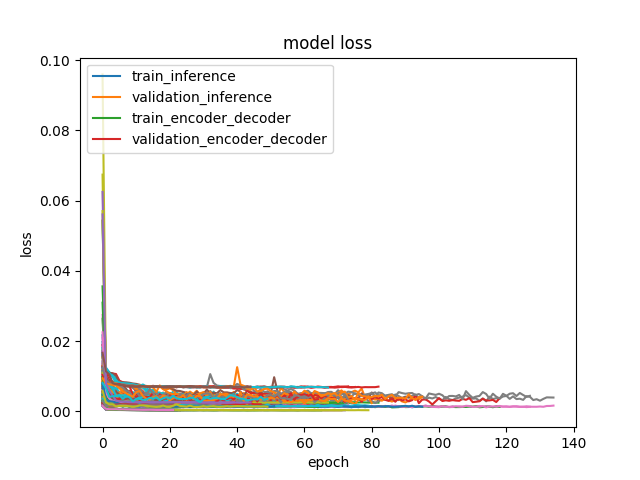 model loss
0.10
0.08
0.06
0.04
0.02
0.00
loss
train_inference
validation_inference
train_encoder_decoder
validation_encoder_decoder
0
20
40
60
80
100
120
140
epoch